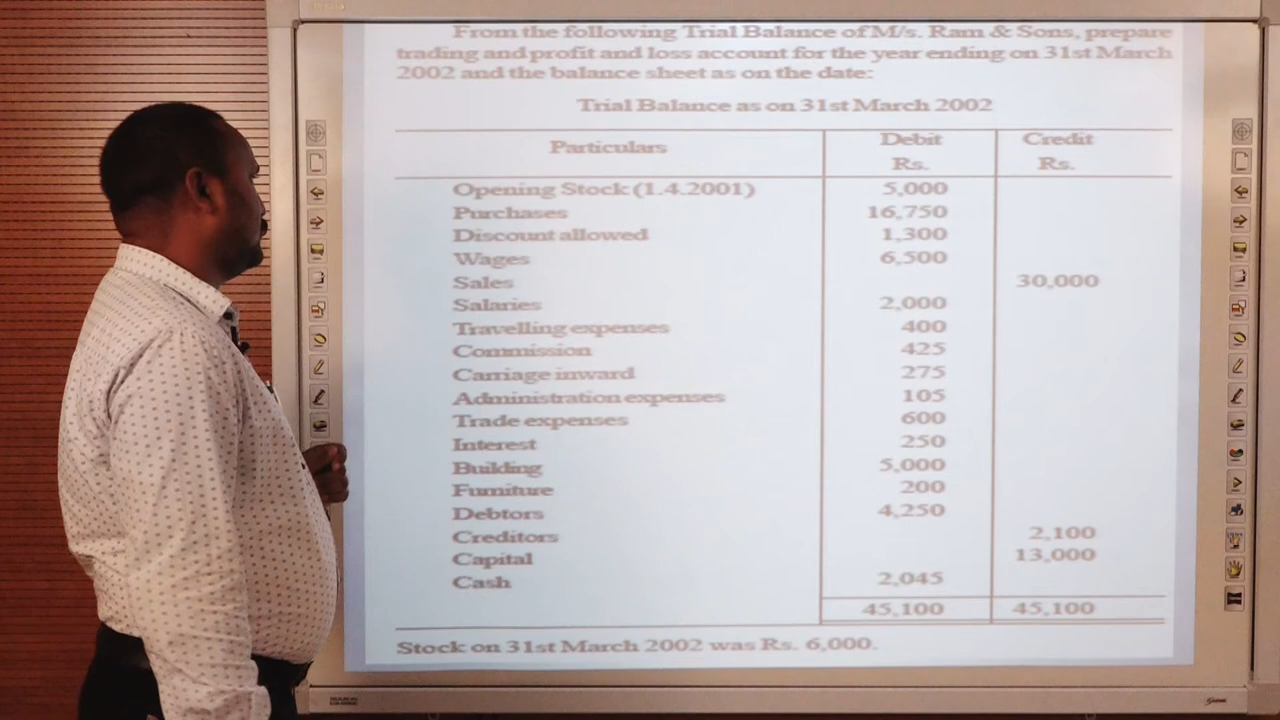 From the following Trial Balance of M/s. Ram & Sons, prepare
trading and profit and loss account for the year ending on 31st March
2002 and the balance sheet as on the date:
Trial Balance as on 31st March 2002
Particulars Debit Credit
Rs. Rs.
Opening Stock (1.4.2001) 5,000
Purchases 16,750
Discount allowed 1,300
Wages 6,500
Sales 30,000
Salaries 2,000
Travelling expenses 400
Commission 425
Carriage inward 275
Administration expenses 105
Trade expenses 600
Interest 250
Building 5,000
Furniture 200
Debtors 4,250
Creditors 2,100
Capital 13,000
Cash 2,045
45,100 45,100
Stock on 31st March 2002 was Rs. 6,000.